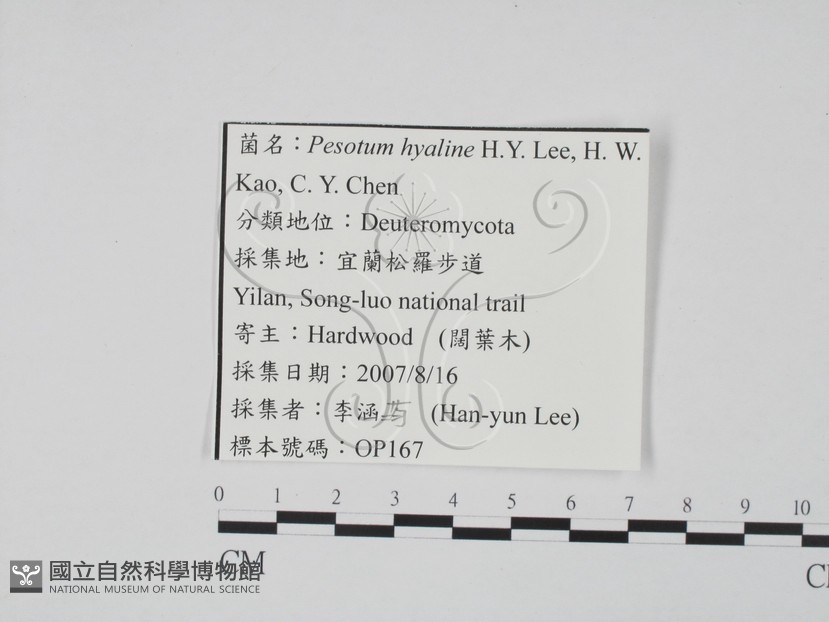 菌名：Pesotum hyaline H.Y. Lee, H. W.
Kao, C. Y. Chen
分類地位：Deuteromycota
採集地：宜蘭松羅步道
Yilan, Song-luo national trail
寄主：Hardwood (闊葉木)
採集日期：2007/8/16
採集者：李涵 (Han-yun Lee)
標本號碼：OP167
0 1 2 3 4 5 6 7 8 9 10
CM
國立自然科學博物館
NATIONAL MUSEUM OF NATURAL SCIENCE